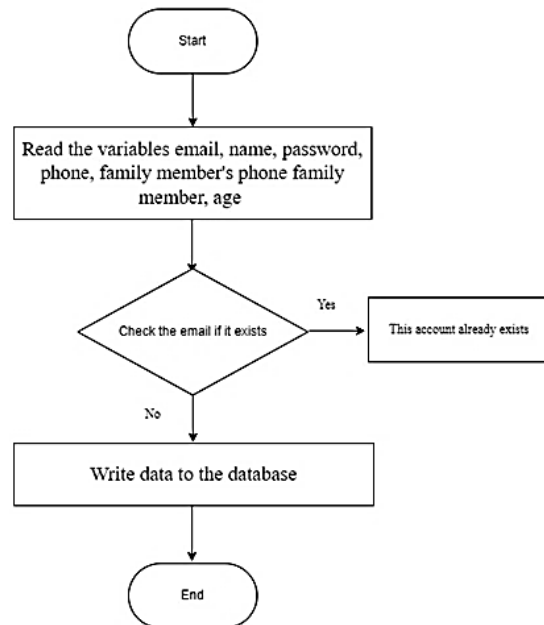 Start
Read the variables email, name, password,
phone, family member's phone family
member, age
Check the email if it exists
Yes
This account already exists
No
Write data to the database
End